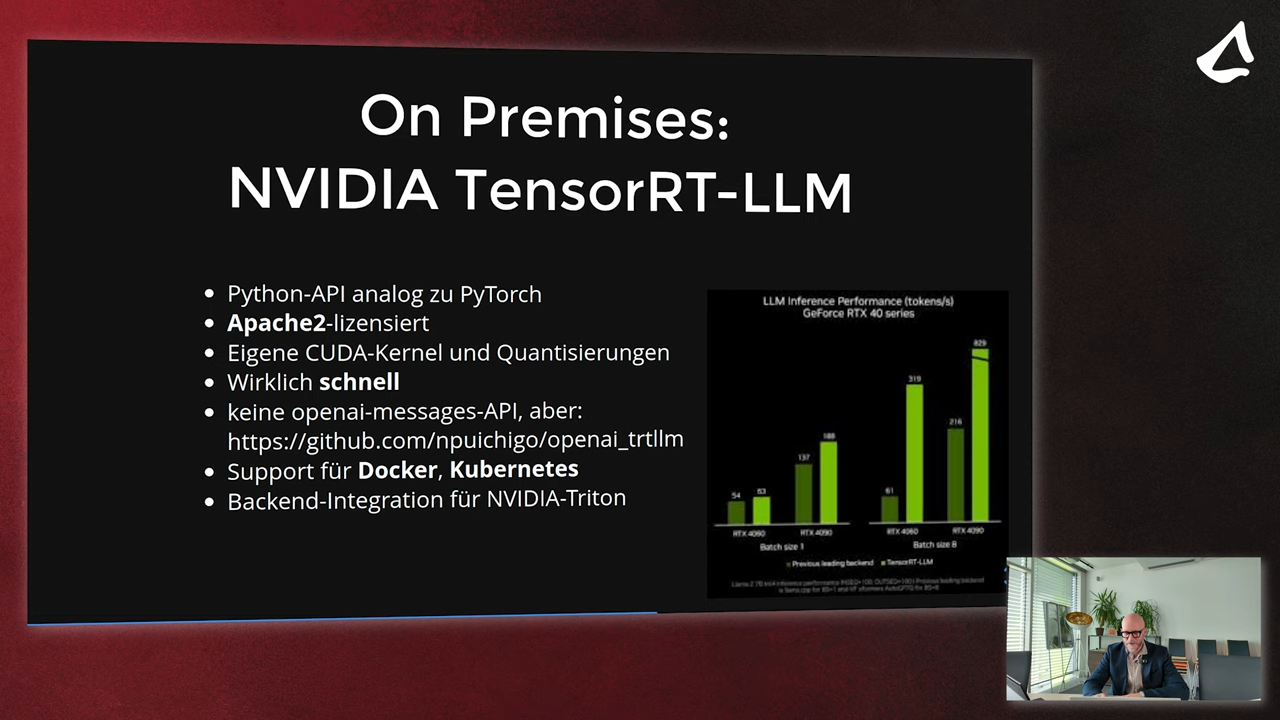 On Premises:
NVIDIA TensorRT-LLM
Python-API analog zu PyTorch
Apache2-lizensiert
Eigene CUDA-Kernel und Quantisierungen
Wirklich schnell
keine openai-messages-API, aber:
https://github.com/npuichigo/openai_trtllm
Support für Docker, Kubernetes
Backend-Integration für NVIDIA-Triton
LLM Inference Performance (tokens/s)
GeForce RTX 40 series
829
319
216
188
137
54
63
61
RTX 4090
RTX 4060
RTX 4090
Batch size 1
Batch size 8
Previous leading backend
TensorRT-LLM